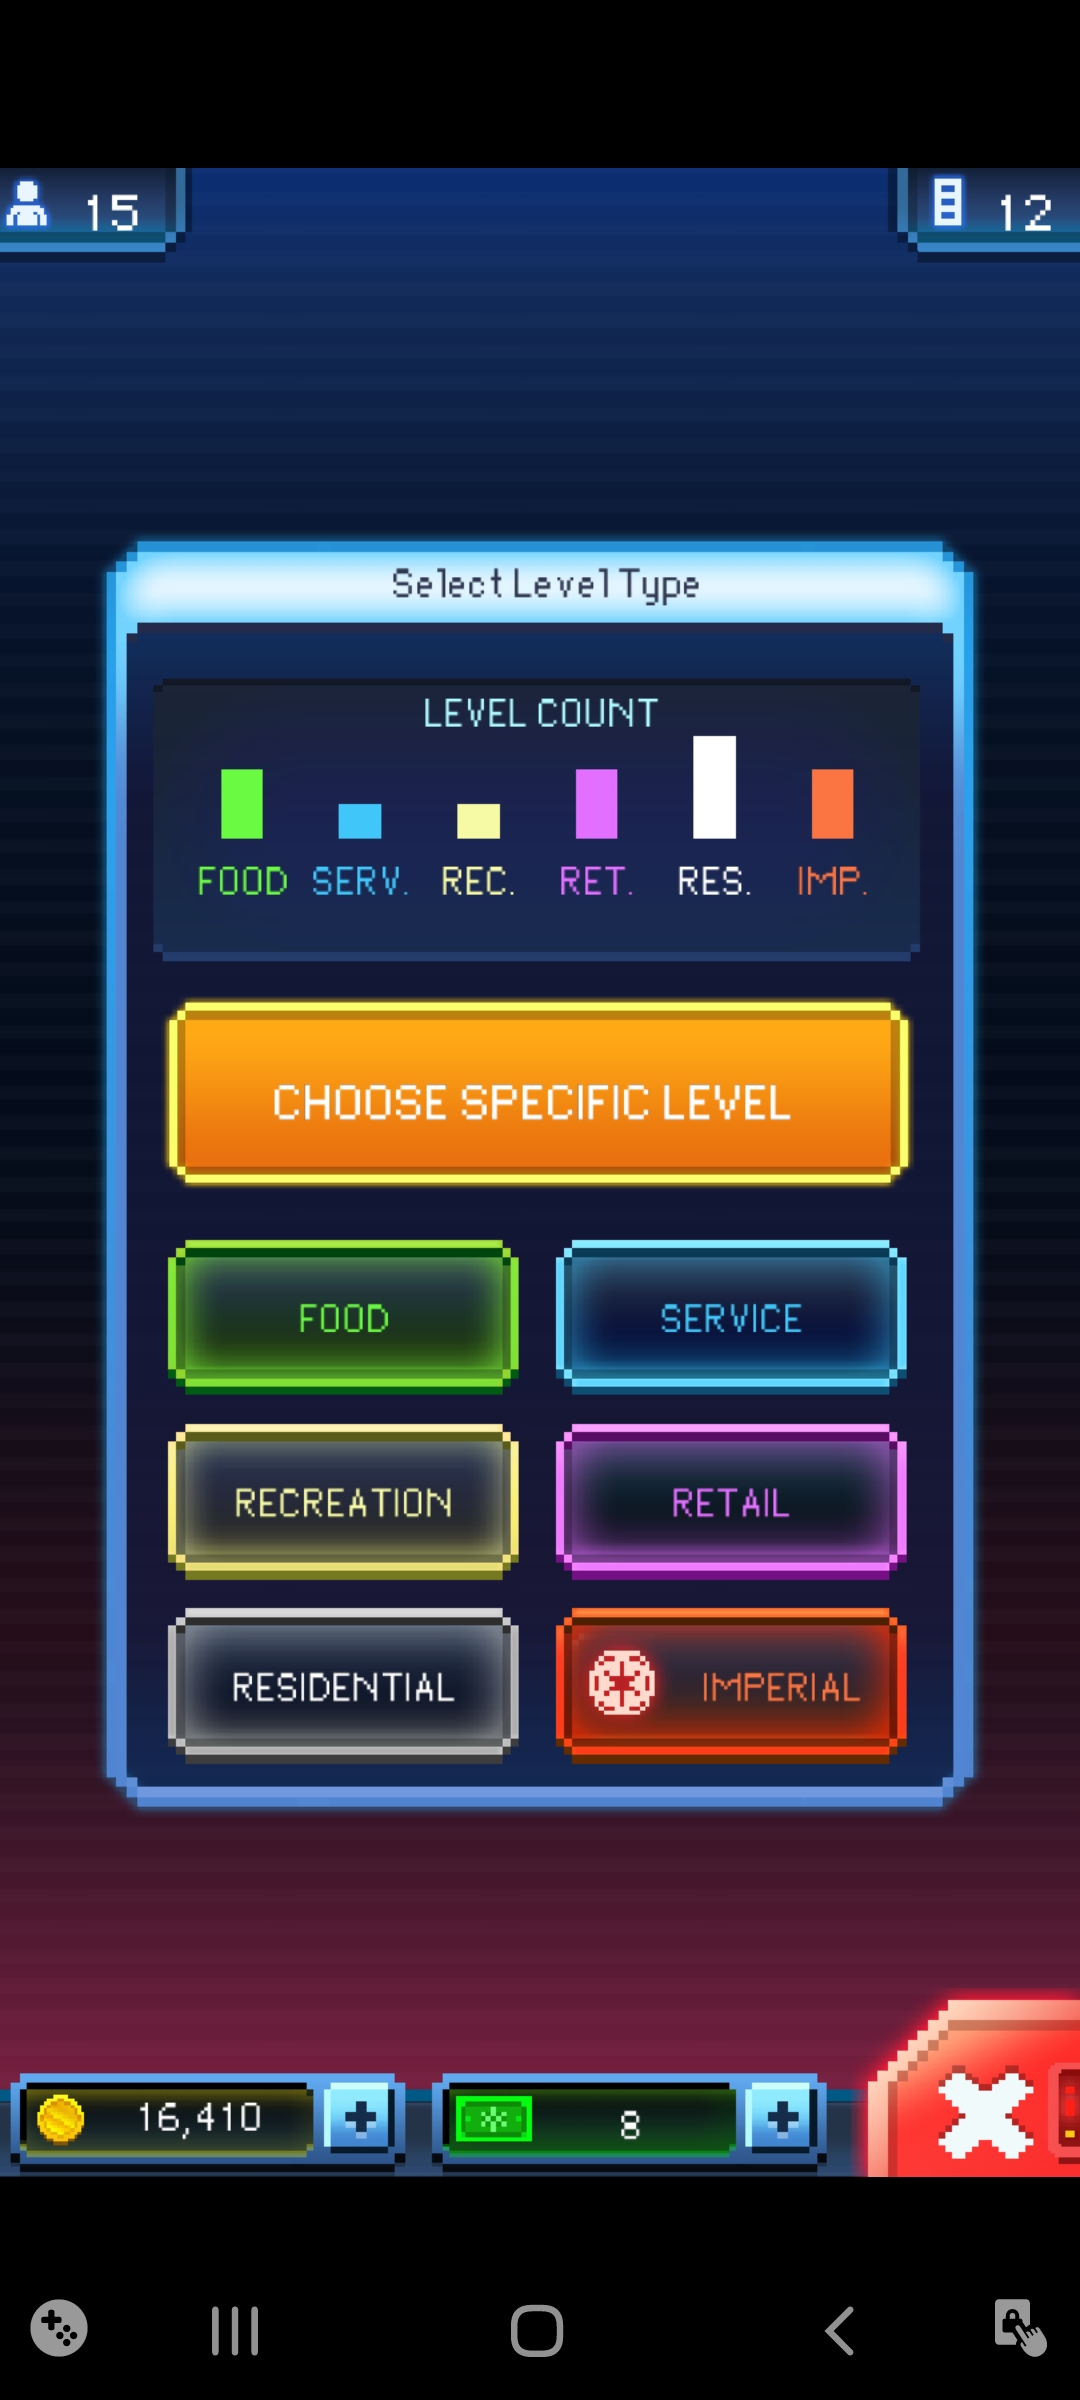 15
12
Select Level Type
LEVEL COUNT
FOOD SERV. REC. RET. RES. IMP.
CHOOSE SPECIFIC LEVEL
FOOD
SERVICE
RECREATION
RETAIL
RESIDENTIAL
IMPERIAL
16,410
8